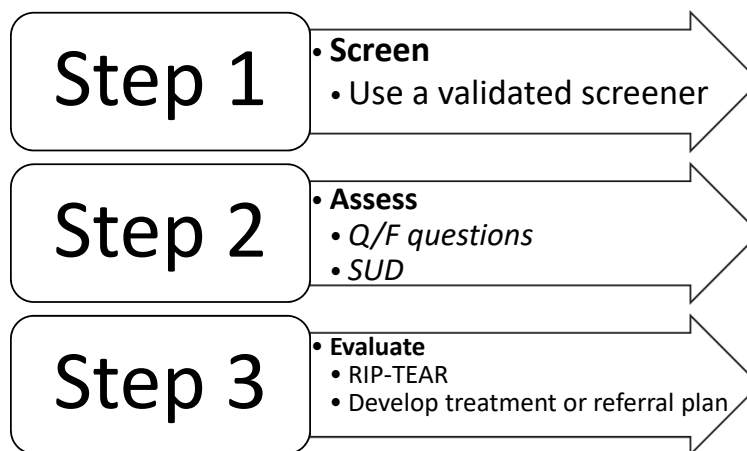 Step 1
• Screen
• Use a validated screener
Step 2
• Assess
• Q/F questions
• SUD
Step 3
• Evaluate
• RIP-TEAR
• Develop treatment or referral plan